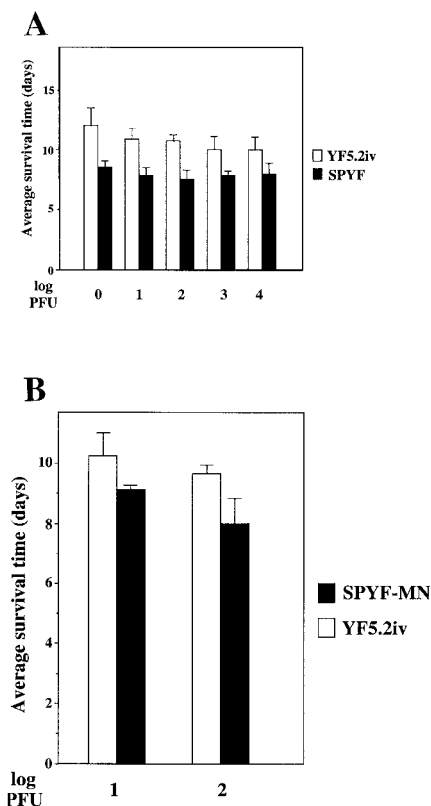 A
Average survival time (days)
15
10
5
0
log
PFU
0 1 2 3 4
YF5.2iv
SPYF
B
Average survival time (days)
10
8
6
4
2
0
log
PFU
1 2
SPYF-MN
YF5.2iv